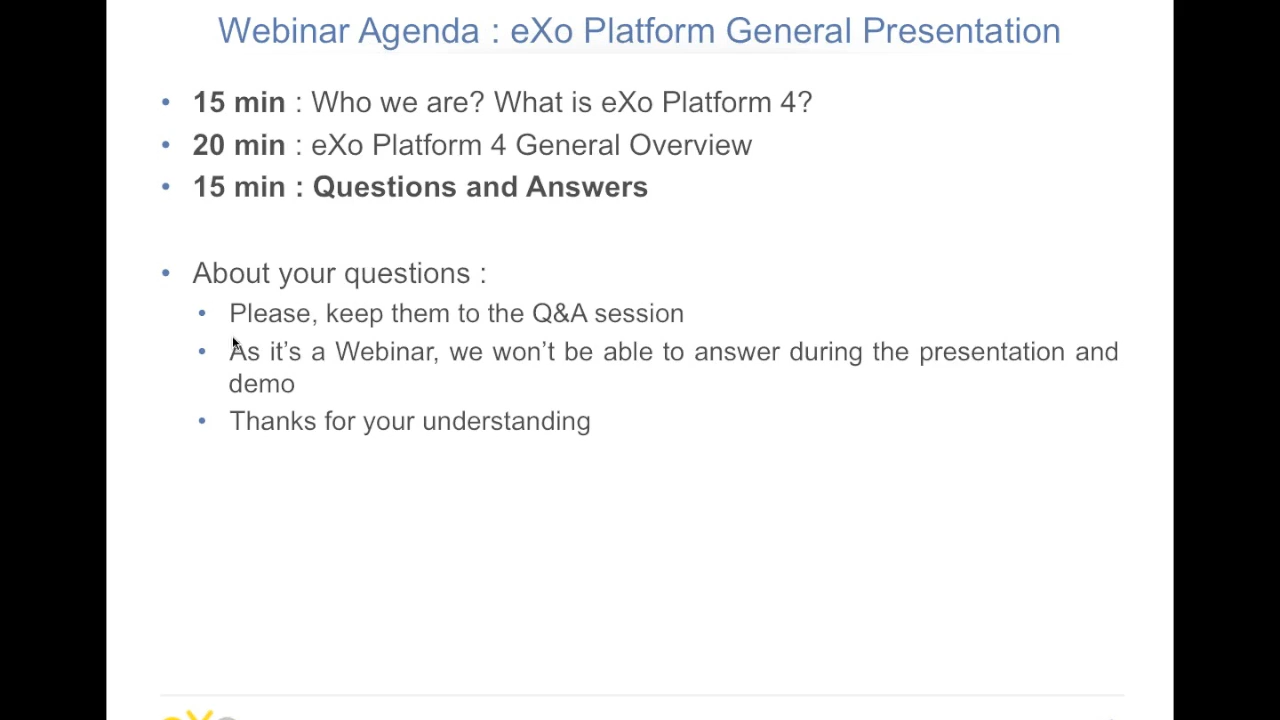 Webinar Agenda : eXo Platform General Presentation
• 15 min : Who we are? What is eXo Platform 4?
• 20 min : eXo Platform 4 General Overview
• 15 min : Questions and Answers
• About your questions :
• Please, keep them to the Q&A session
• As it’s a Webinar, we won’t be able to answer during the presentation and
demo
• Thanks for your understanding